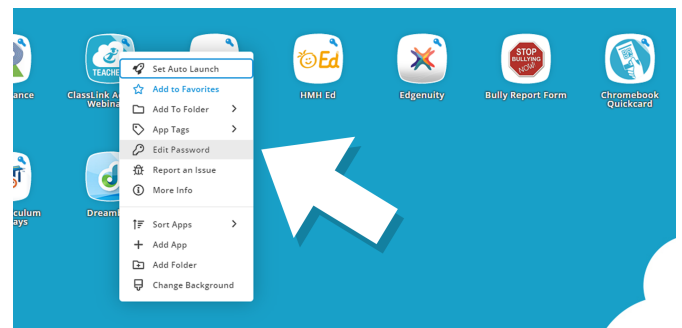 TEACHE
Ed
STOP
BULLYING
NOW!
ance
ClassLink A
Webina
HMH Ed
Edgenuity
Bully Report Form
Chromebook
Quickcard
culum
ays
DreamB
Set Auto Launch
Add to Favorites
Add To Folder
App Tags
Edit Password
Report an Issue
More Info
Sort Apps
Add App
Add Folder
Change Background